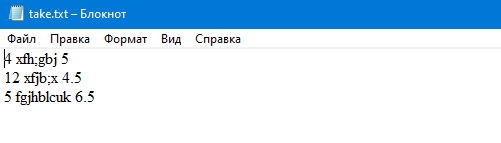 take.txt – Блокнот
Файл Правка Формат Вид Справка
4 xfh;gbj 5
12 xfjb;x 4.5
5 fgjhblcuk 6.5